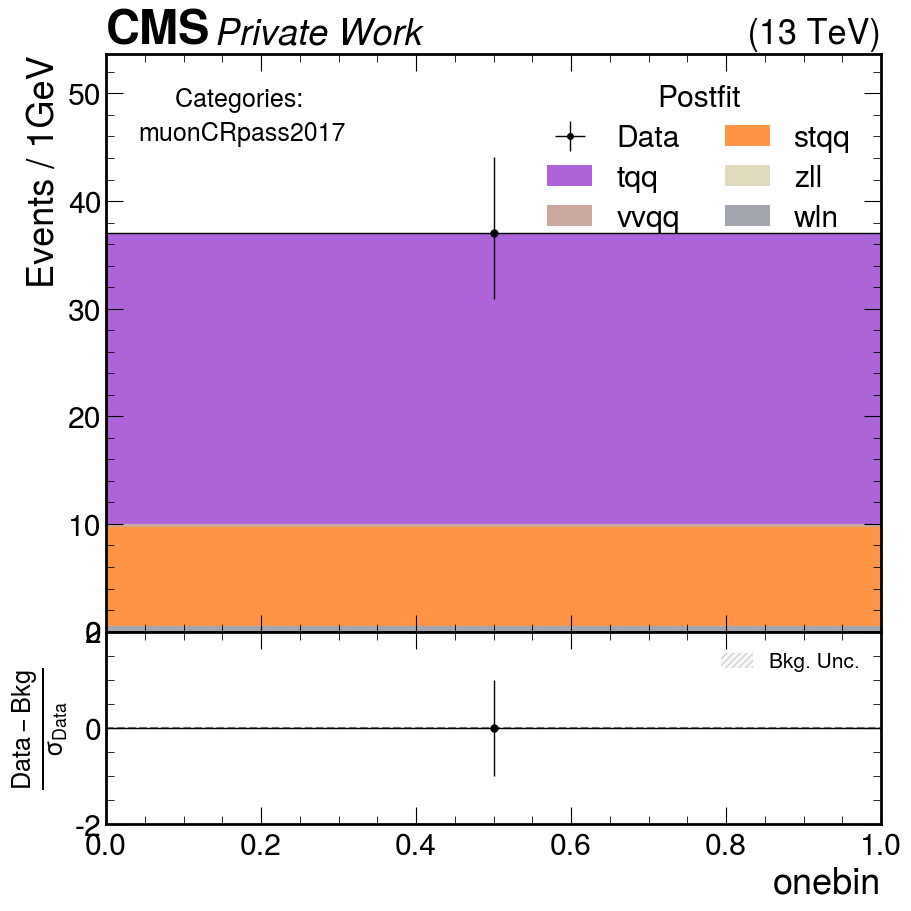 CMS Private Work (13 TeV)
Events / 1GeV
Categories:
muonCRpass2017
Postfit
Data
stqq
tqq
zll
vvqq
wln
50
40
30
20
10
0
2
0
-2
Data – Bkg
σData
Bkg. Unc.
0.0 0.2 0.4 0.6 0.8 1.0
onebin